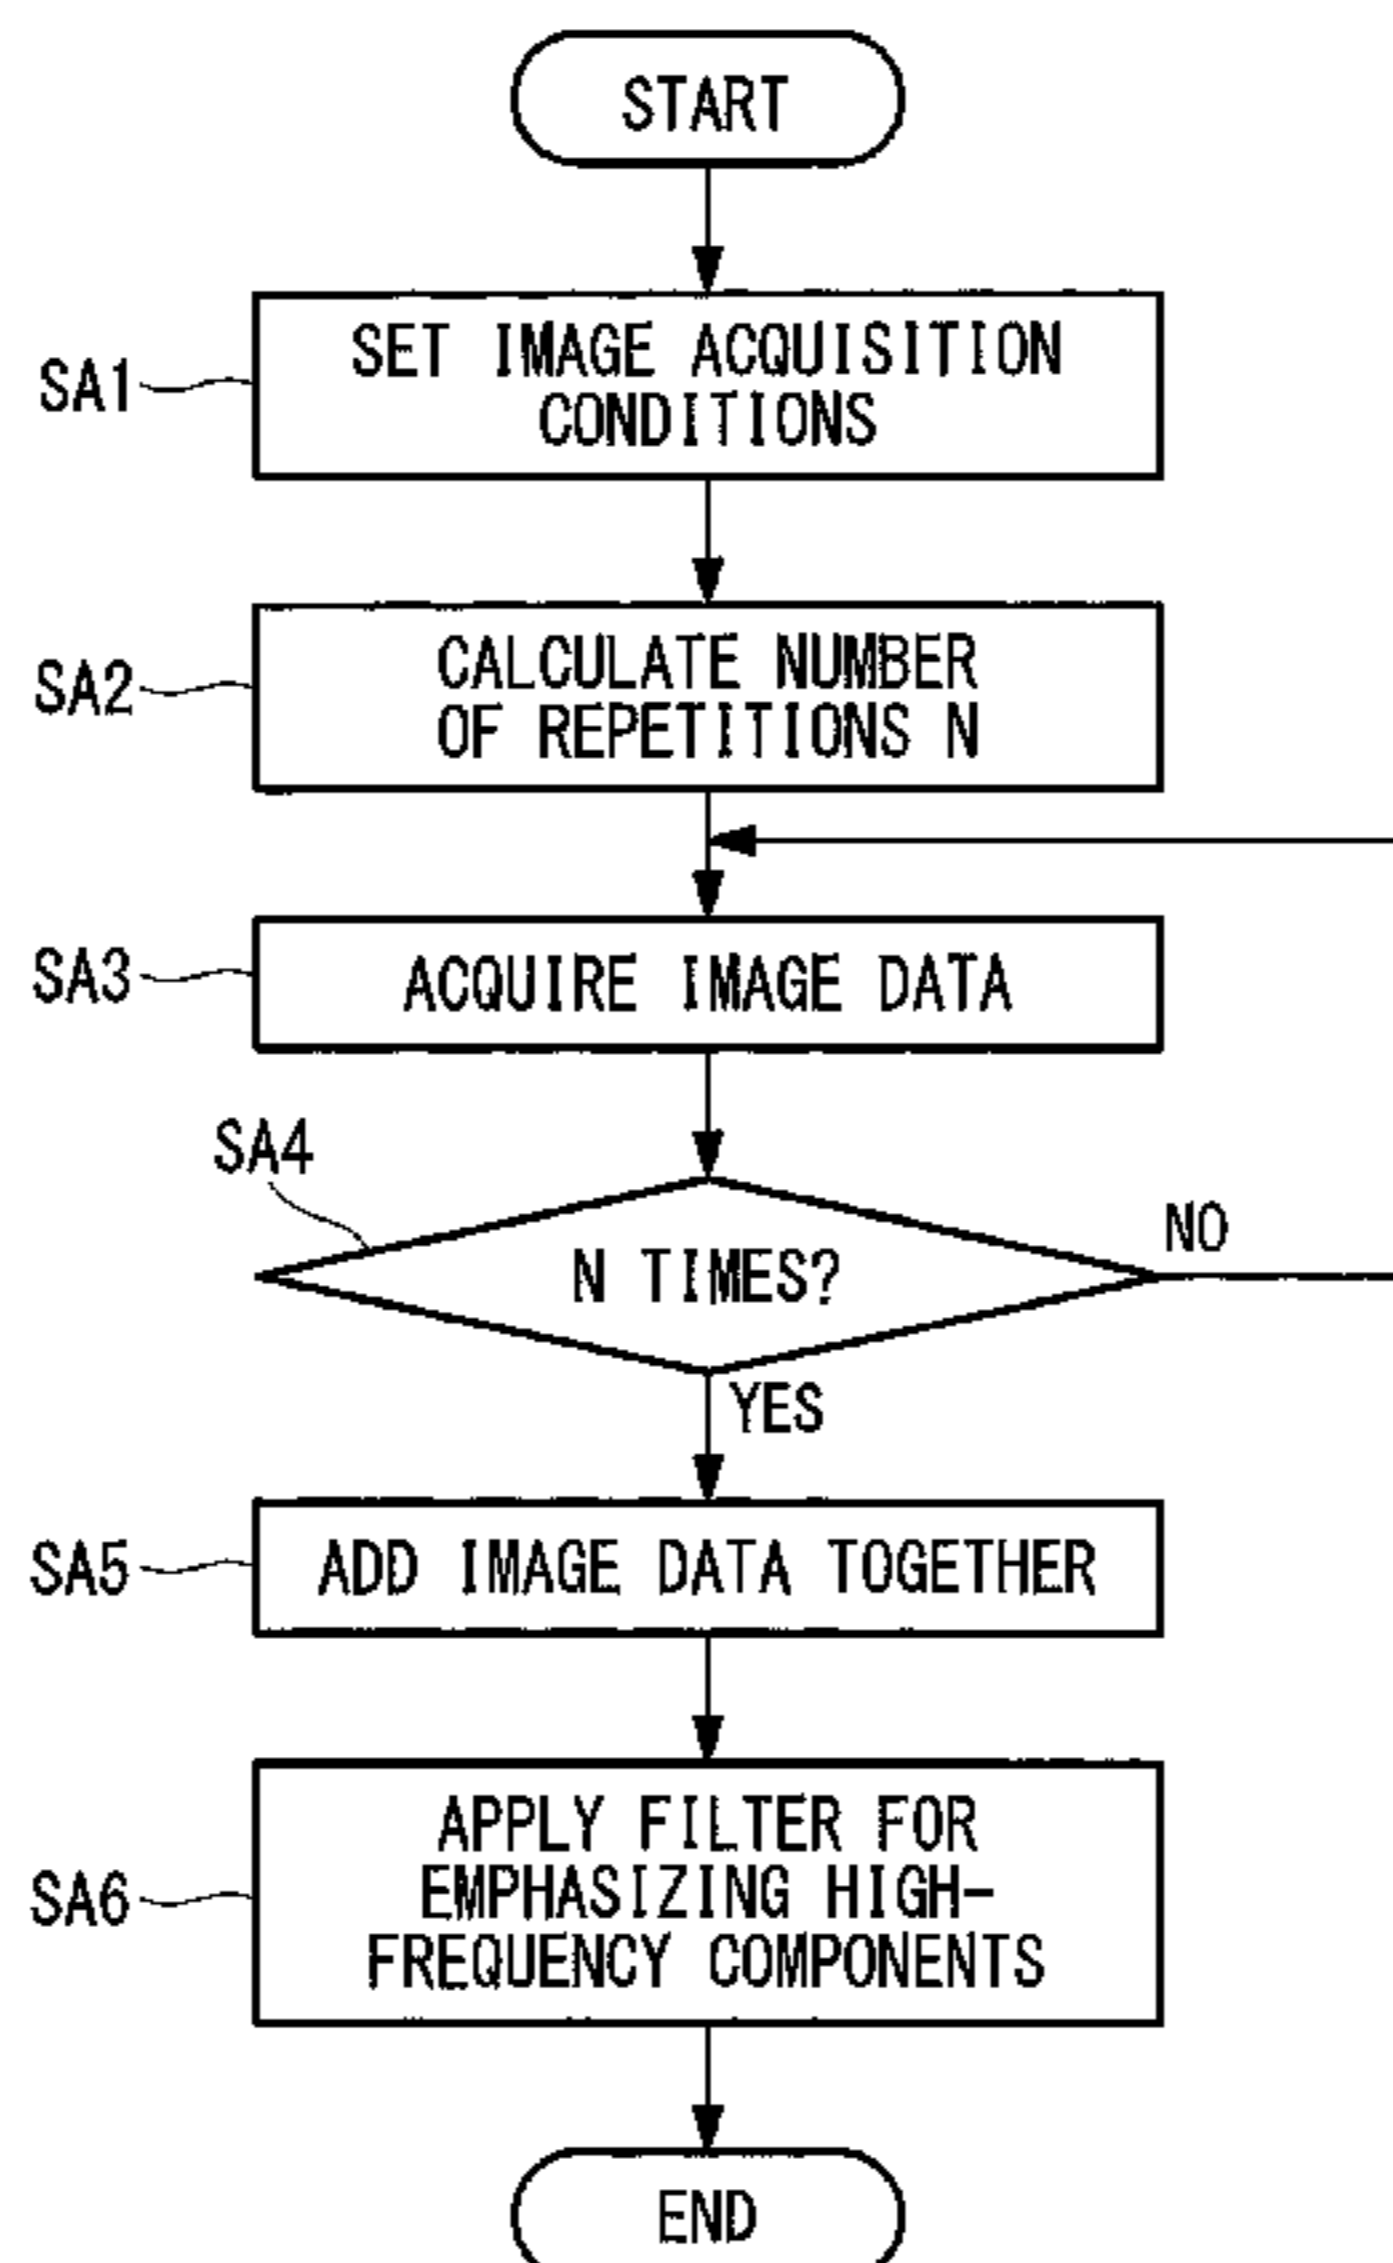 START
SA1
SET IMAGE ACQUISITION
CONDITIONS
SA2
CALCULATE NUMBER
OF REPETITIONS N
SA3
ACQUIRE IMAGE DATA
SA4
N TIMES?
NO
YES
SA5
ADD IMAGE DATA TOGETHER
SA6
APPLY FILTER FOR
EMPHASIZING HIGH-
FREQUENCY COMPONENTS
END